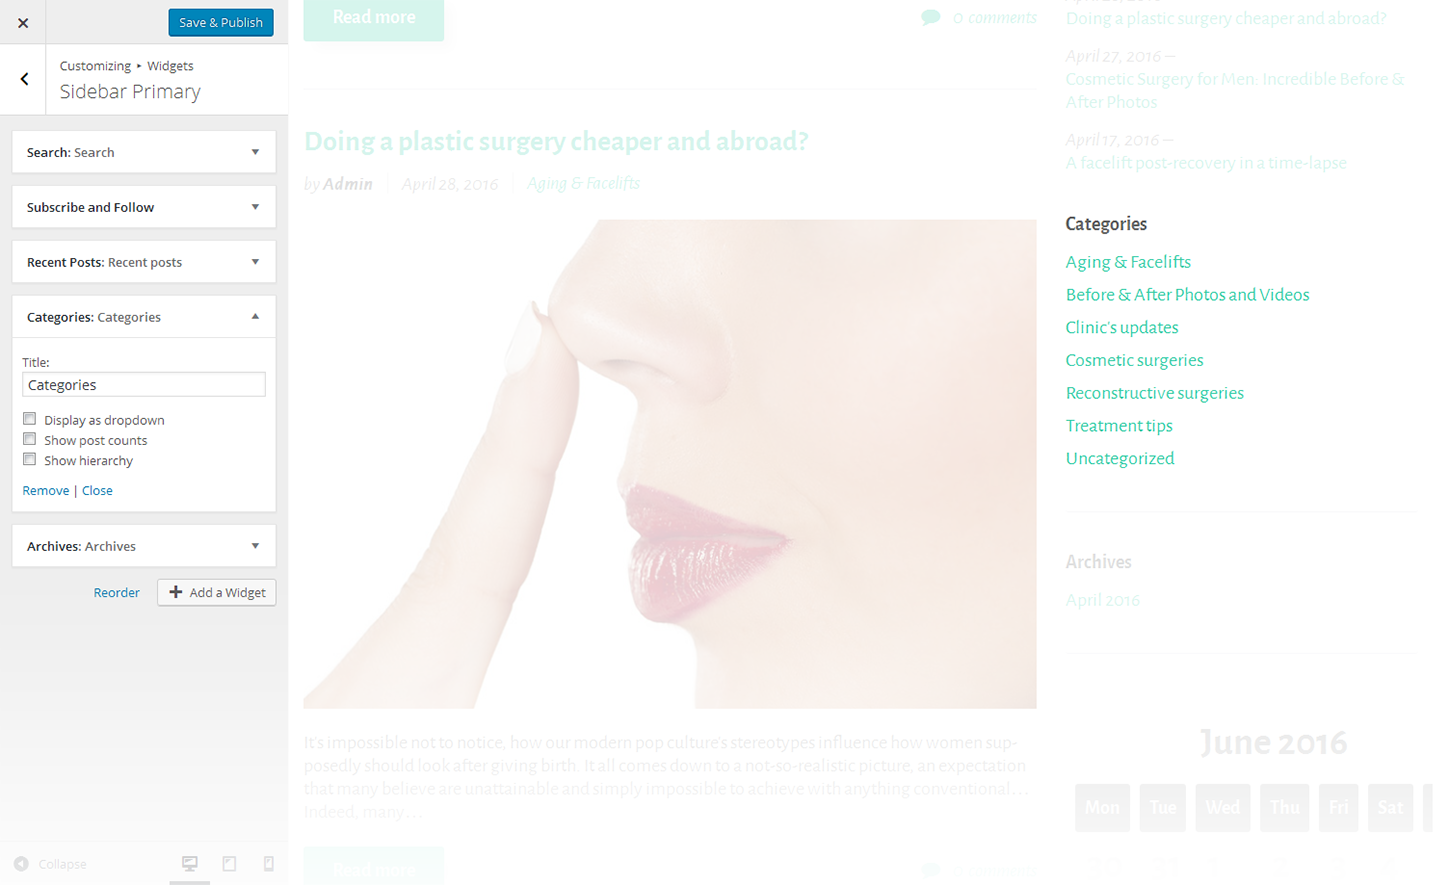 Save & Publish
Customizing ▸ Widgets
Sidebar Primary
Search: Search
Subscribe and Follow
Recent Posts: Recent posts
Categories: Categories
Title:
Categories
Display as dropdown
Show post counts
Show hierarchy
Remove | Close
Archives: Archives
Reorder
Add a Widget
Collapse
Read more
0 comments
Doing a plastic surgery cheaper and abroad?
by Admin
April 28, 2016
Aging & Facelifts
It's impossible not to notice, how our modern pop culture's stereotypes influence how women sup-
posedly should look after giving birth. It all comes down to a not-so-realistic picture, an expectation
that many believe are unattainable and simply impossible to achieve with anything conventional…
Indeed, many…
Read more
comments
Doing a plastic surgery cheaper and abroad?
April 27, 2016 —
Cosmetic Surgery for Men: Incredible Before &
After Photos
April 17, 2016 —
A facelift post-recovery in a time-lapse
Categories
Aging & Facelifts
Before & After Photos and Videos
Clinic's updates
Cosmetic surgeries
Reconstructive surgeries
Treatment tips
Uncategorized
Archives
April 2016
June 2016
Mon Tue Wed Thu Fri Sat